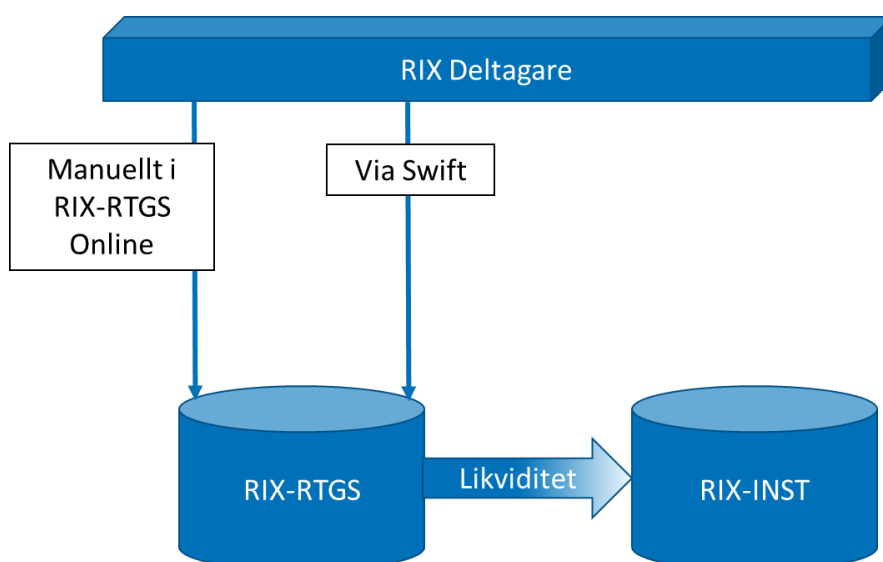 RIX Deltagare
Manuellt i
RIX-RTGS
Online
Via Swift
RIX-RTGS
Likviditet
RIX-INST